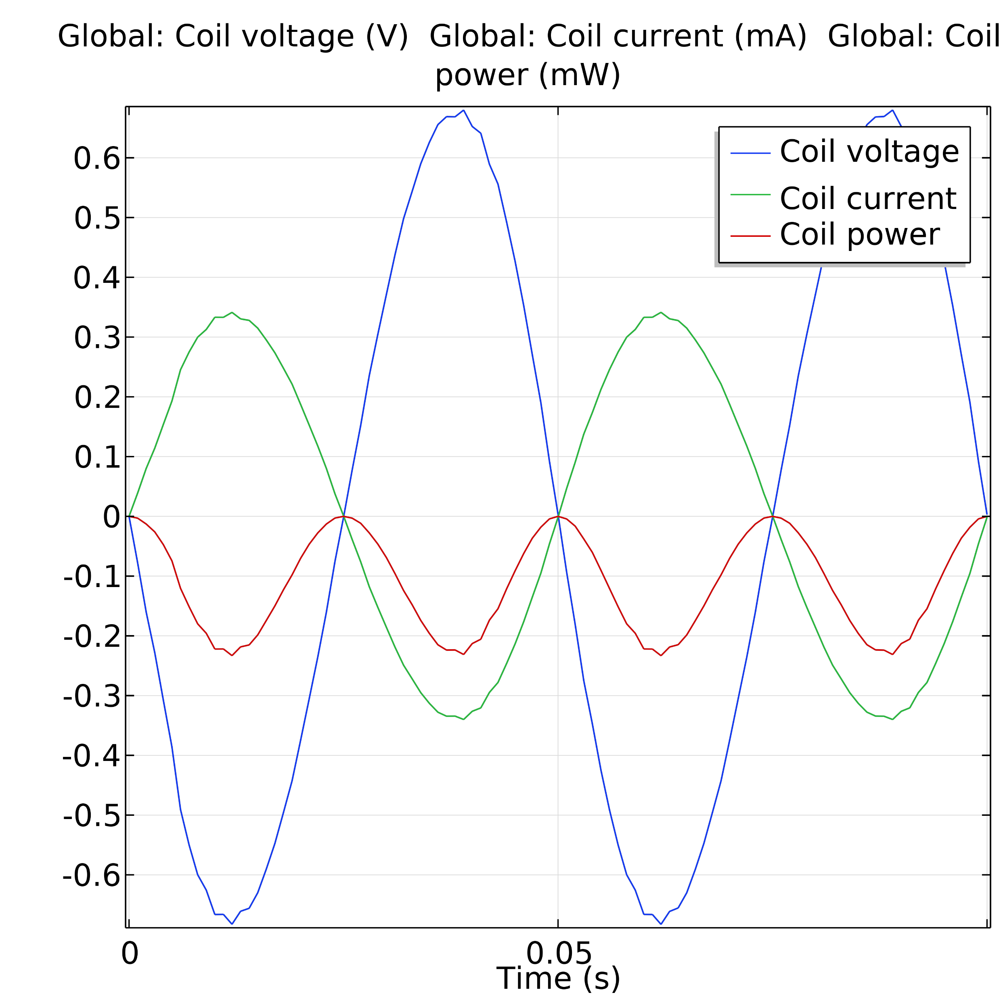 Global: Coil voltage (V) Global: Coil current (mA) Global: Coil
power (mW)
Coil voltage
Coil current
Coil power
0.6
0.5
0.4
0.3
0.2
0.1
0
-0.1
-0.2
-0.3
-0.4
-0.5
-0.6
0 0.05
Time (s)